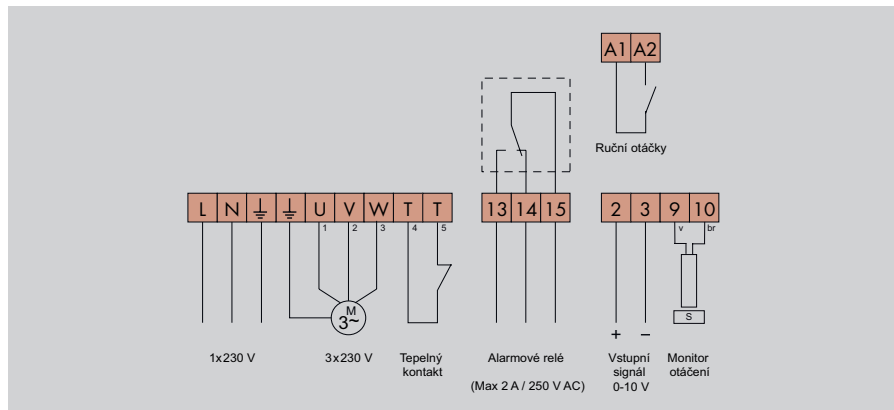 A1 A2
Ruční otáčky
L N U V W T T
13 14 15
2 3 9 10
1 2 3 4 5
v br
M
3~
S
+ −
1x230 V
3x230 V
Tepelný
kontakt
Alarmové relé
(Max 2 A / 250 V AC)
Vstupní
signál
0-10 V
Monitor
otáčení